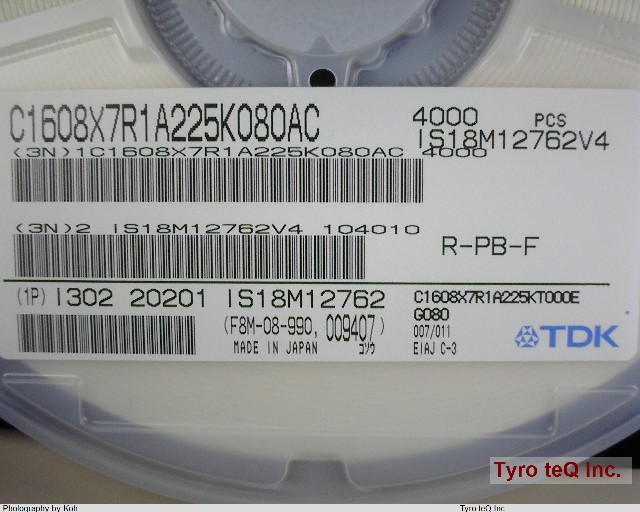 C1608X7R1A225K080AC
4000 PCS
IS18M12762V4
(3N)1C1608X7R1A225K080AC 4000
(3N)2 IS18M12762V4 104010
R-PB-F
(1P) I302 20201 IS18M12762
(F8M-08-990, 009407)
MADE IN JAPAN ｺｿｳ
C1608X7R1A225KT000E
G080
007/011
EIAJ C-3
TDK
Tyro teQ Inc.
Photography by Koh
Tyro teQ Inc